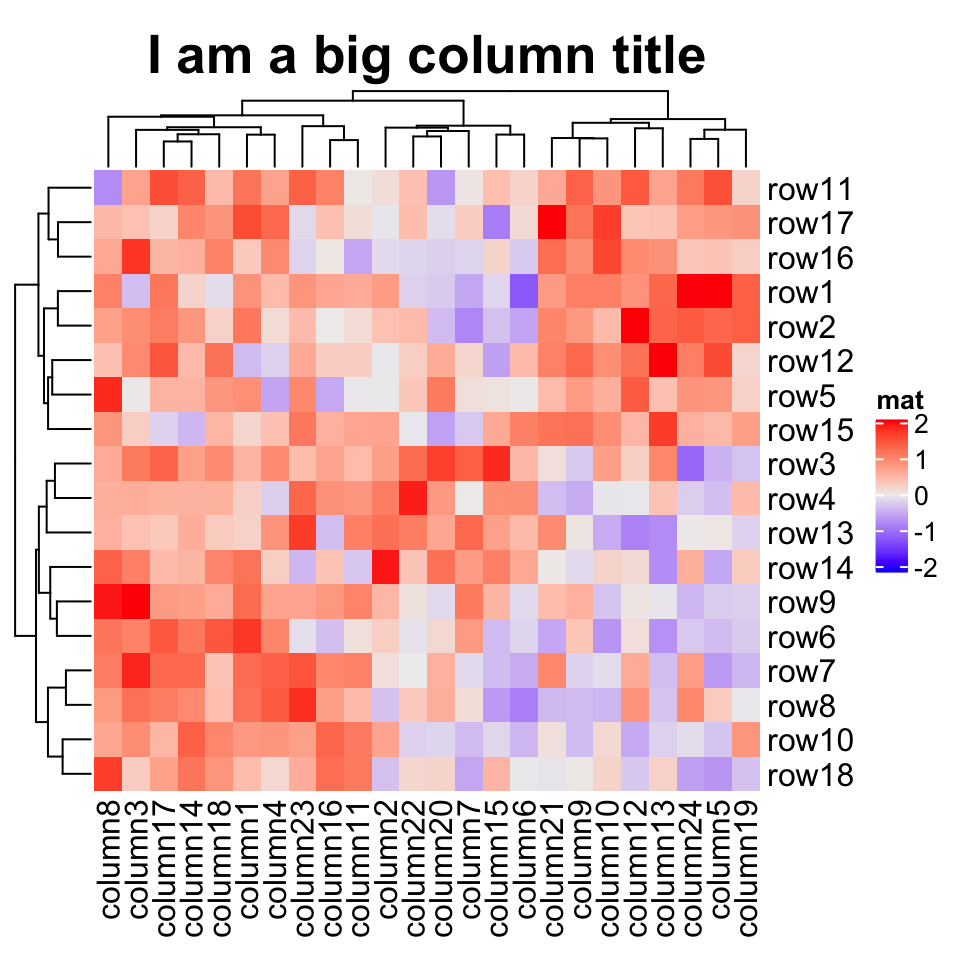 I am a big column title
row11
row17
row16
row1
row2
row12
row5
row15
row3
row4
row13
row14
row9
row6
row7
row8
row10
row18
mat
2
1
0
-1
-2
column8
column3
column17
column14
column18
column1
column4
column23
column16
column11
column2
column22
column20
column7
column15
column6
column21
column9
column10
column12
column13
column24
column5
column19